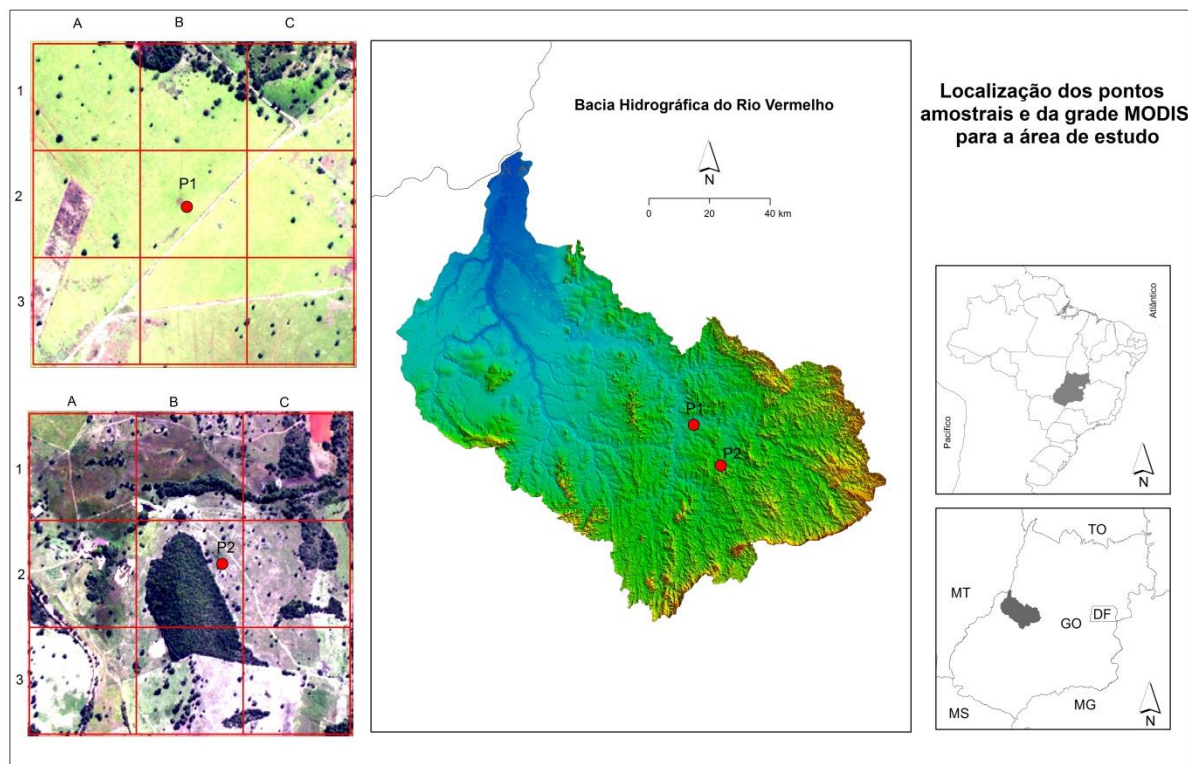 A B C
1
2
3
P1
A B C
1
2
3
P2
Bacia Hidrográfica do Rio Vermelho
N
0 20 40 km
P1
P2
Localização dos pontos
amostrais e da grade MODIS
para a área de estudo
Atlântico
Pacífico
N
TO
MT
GO
DF
MS
MG
N